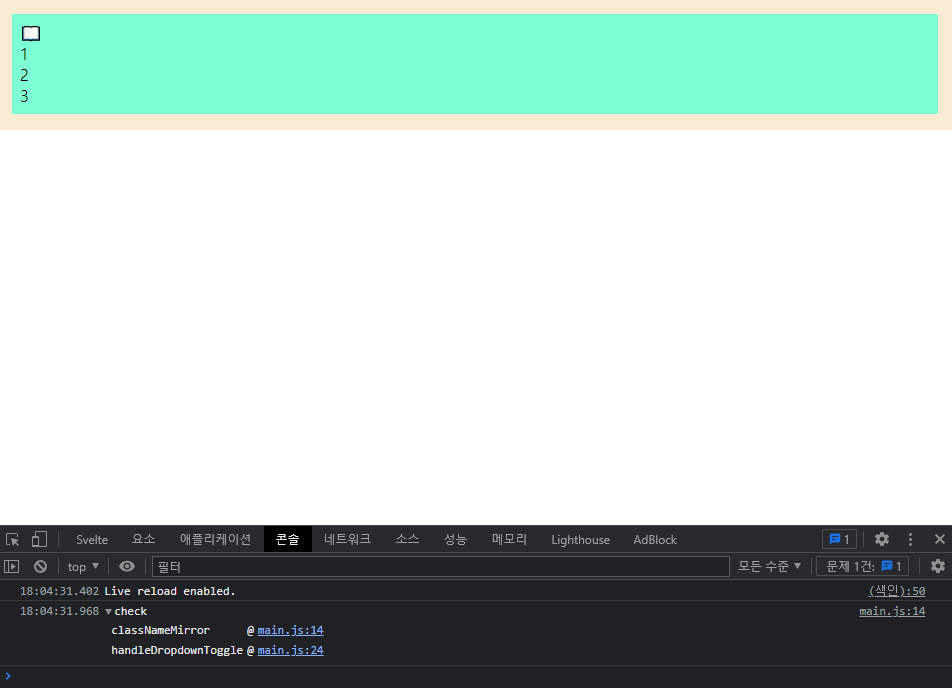 1
2
3
Svelte 요소 애플리케이션 콘솔 네트워크 소스 성능 메모리 Lighthouse AdBlock 1
top 필터 모든 수준 문제 1건: 1
18:04:31.402 Live reload enabled. (색인):50
18:04:31.968 check main.js:14
classNameMirror @ main.js:14
handleDropdownToggle @ main.js:24